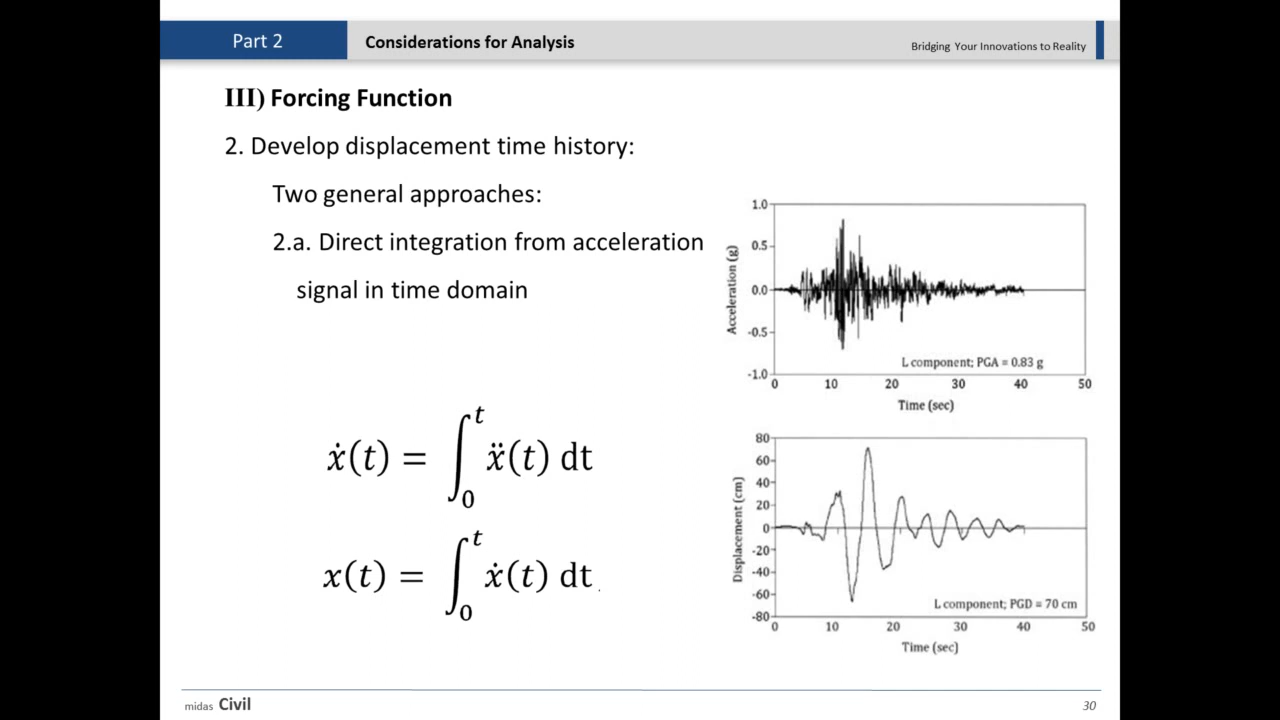 Part 2
Considerations for Analysis
Bridging Your Innovations to Reality
III) Forcing Function
2. Develop displacement time history:
Two general approaches:
2.a. Direct integration from acceleration
signal in time domain
ẋ(t) = ∫₀ᵗ ẍ(t) dt
x(t) = ∫₀ᵗ ẋ(t) dt
Acceleration (g)
1.0
0.5
0.0
-0.5
-1.0
L component; PGA = 0.83 g
0 10 20 30 40 50
Time (sec)
Displacement (cm)
80
60
40
20
0
-20
-40
-60
-80
L component; PGD = 70 cm
0 10 20 30 40 50
Time (sec)
midas Civil
30